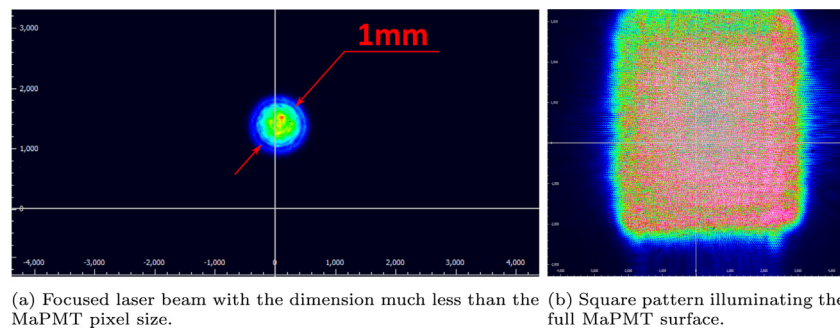 3,000
1mm
2,000
1,000
0
-4,000 -3,000 -2,000 -1,000 0 1,000 2,000 3,000 4,000
(a) Focused laser beam with the dimension much less than the
MaPMT pixel size.
(b) Square pattern illuminating the
full MaPMT surface.